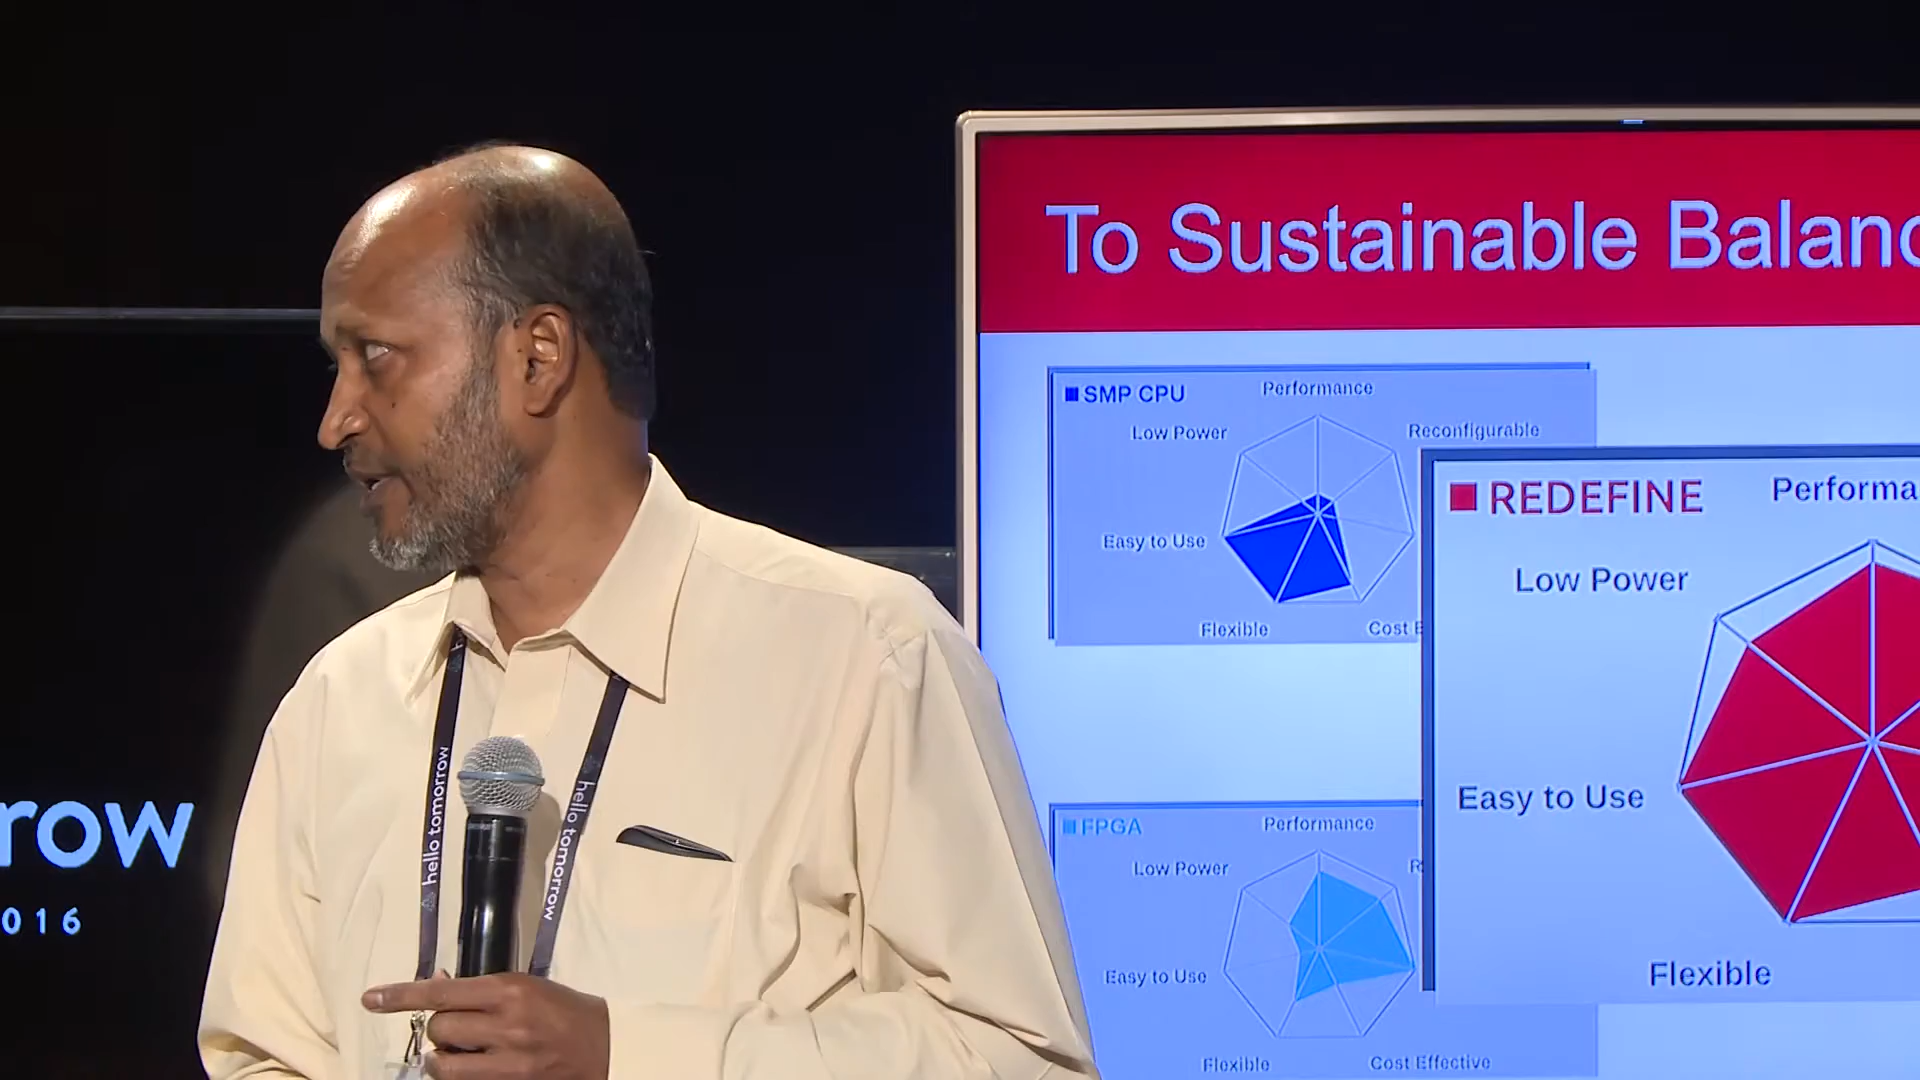 To Sustainable Balanc
SMP CPU
Performance
Low Power
Reconfigurable
Easy to Use
Flexible
Cost E
REDEFINE
Performa
Low Power
Easy to Use
Flexible
FPGA
Performance
Low Power
R
Easy to Use
Flexible
Cost Effective
hello tomorrow
hello tomorrow
row
016